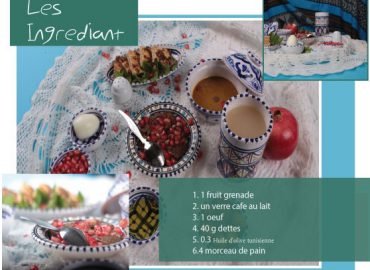 Les
Ingrediant
1. 1 fruit grenade
2. un verre cafe au lait
3. 1 oeuf
4. 40 g dettes
5. 0.3 Huile d'olive tunisienne
6.4 morceau de pain